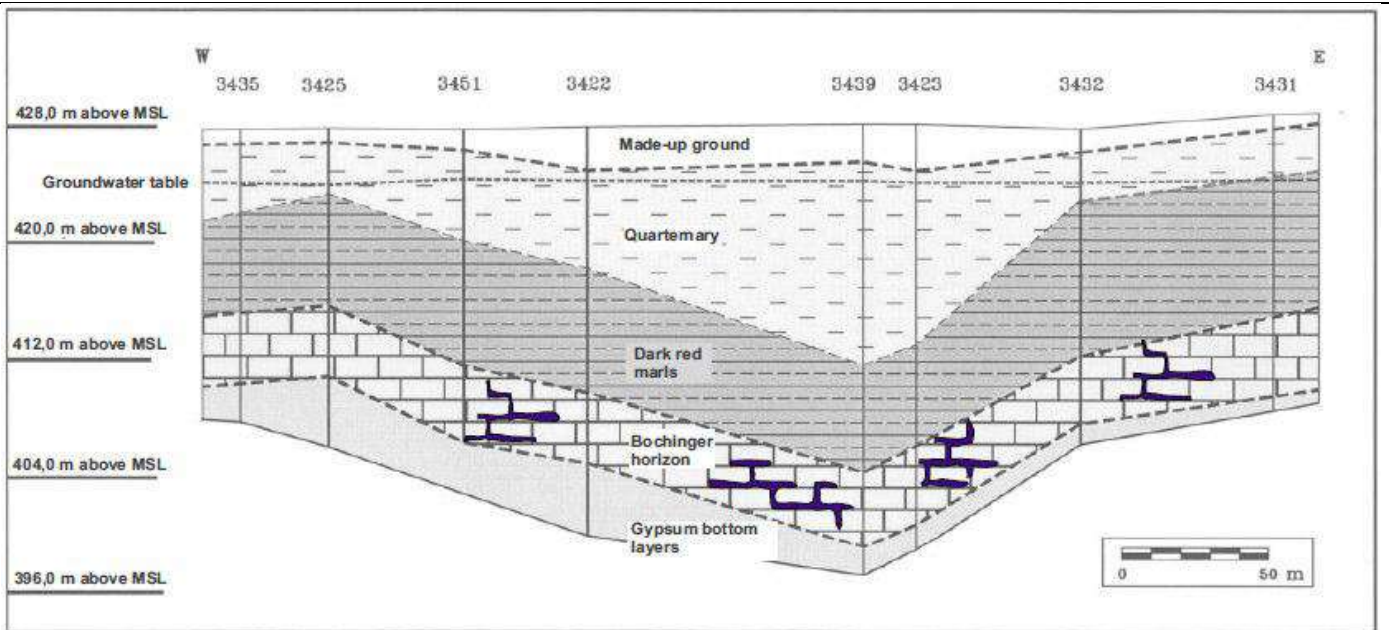 W
E
3435 3425 3451 3422 3439 3423 3432 3431
428,0 m above MSL
Made-up ground
Groundwater table
420,0 m above MSL
Quarternary
412,0 m above MSL
Dark red
marls
Bochinger
horizon
404,0 m above MSL
Gypsum bottom
layers
396,0 m above MSL
0 50 m